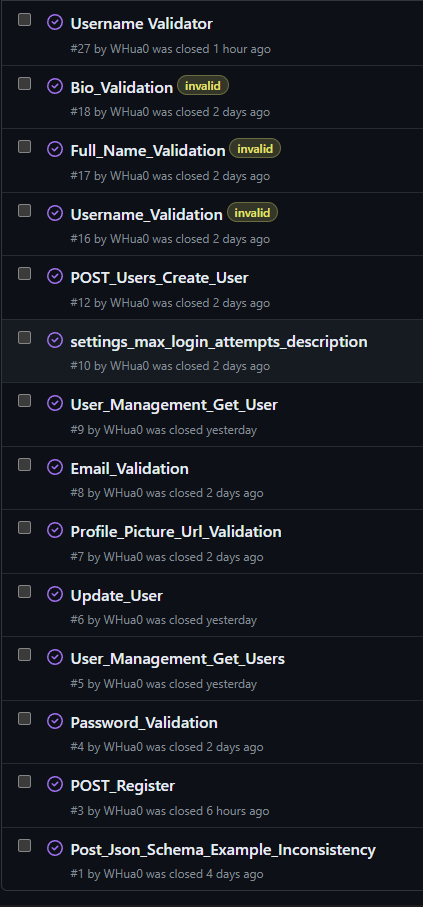 Username Validator
#27 by WHua0 was closed 1 hour ago
Bio_Validation invalid
#18 by WHua0 was closed 2 days ago
Full_Name_Validation invalid
#17 by WHua0 was closed 2 days ago
Username_Validation invalid
#16 by WHua0 was closed 2 days ago
POST_Users_Create_User
#12 by WHua0 was closed 2 days ago
settings_max_login_attempts_description
#10 by WHua0 was closed 2 days ago
User_Management_Get_User
#9 by WHua0 was closed yesterday
Email_Validation
#8 by WHua0 was closed 2 days ago
Profile_Picture_Url_Validation
#7 by WHua0 was closed 2 days ago
Update_User
#6 by WHua0 was closed yesterday
User_Management_Get_Users
#5 by WHua0 was closed yesterday
Password_Validation
#4 by WHua0 was closed 2 days ago
POST_Register
#3 by WHua0 was closed 6 hours ago
Post_Json_Schema_Example_Inconsistency
#1 by WHua0 was closed 4 days ago